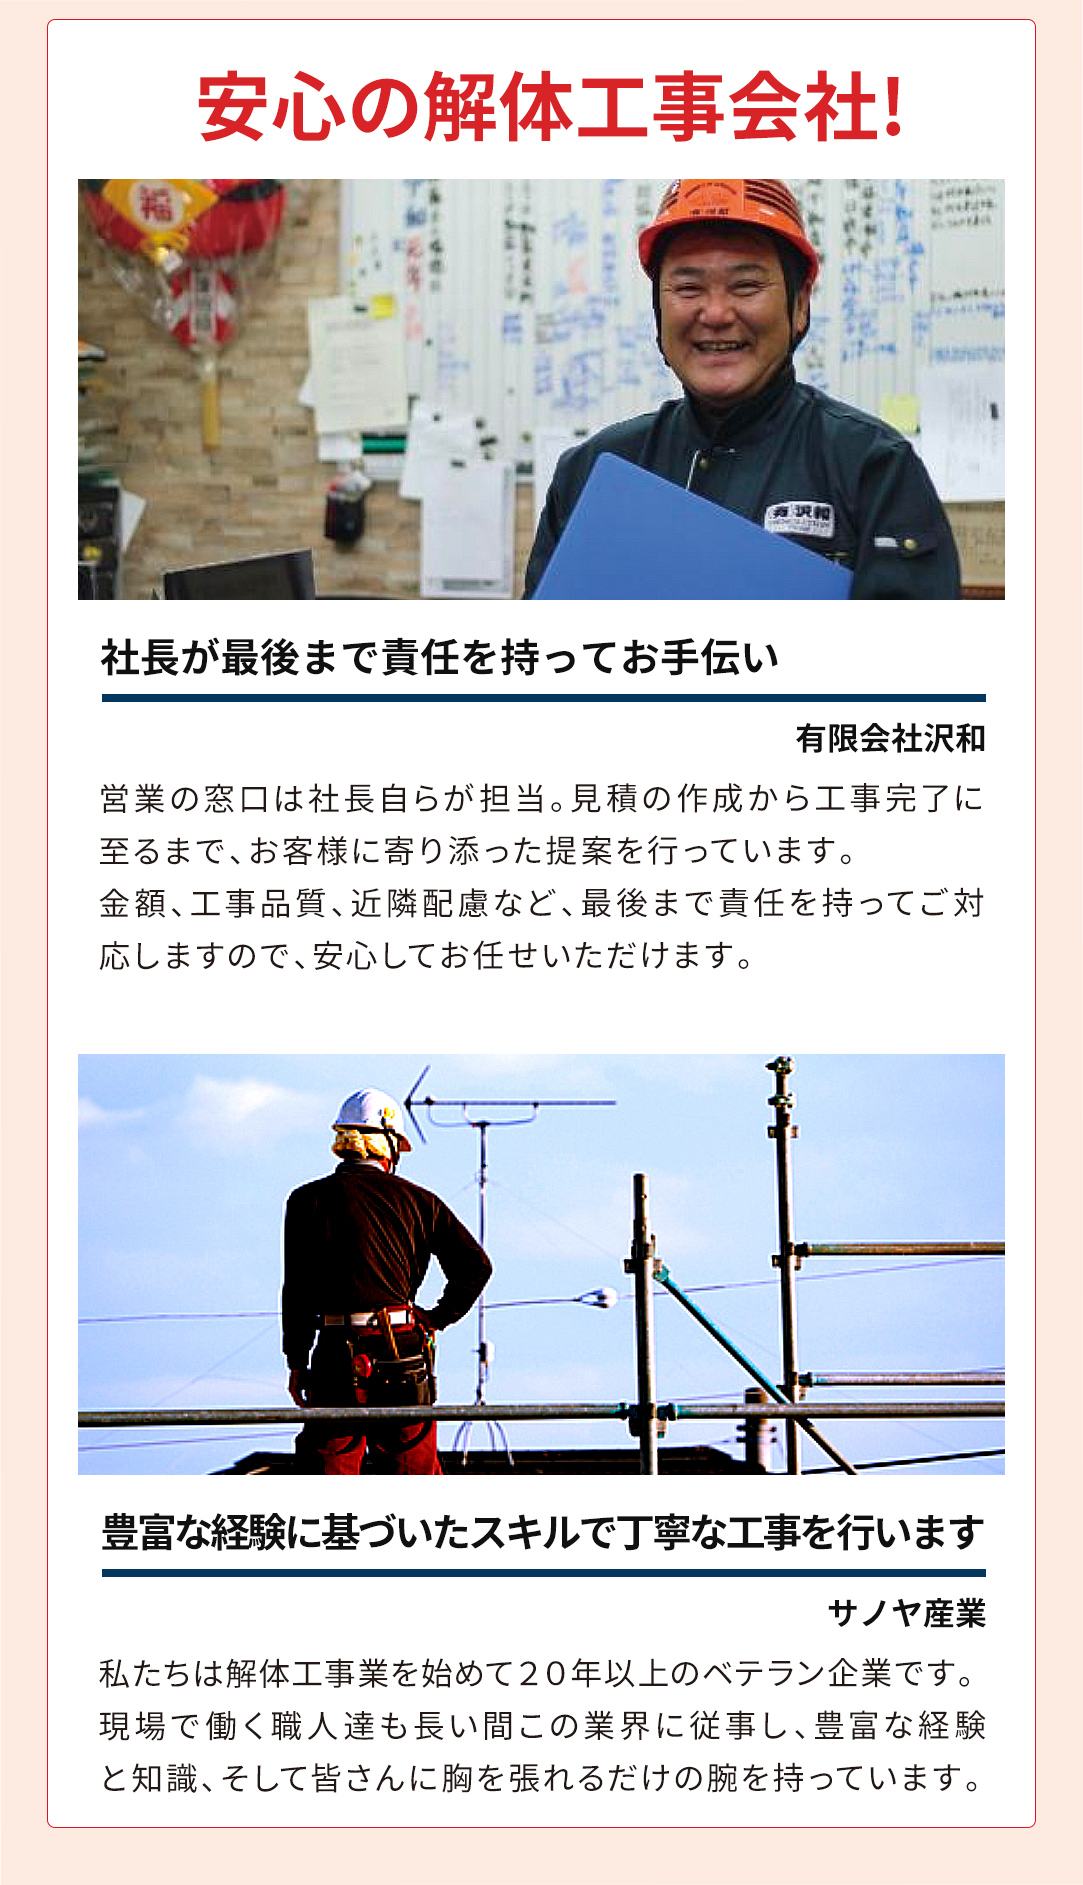 安心の解体工事会社!
福
有 沢和
社長が最後まで責任を持ってお手伝い
有限会社沢和
営業の窓口は社長自らが担当。見積の作成から工事完了に
至るまで、お客様に寄り添った提案を行っています。
金額、工事品質、近隣配慮など、最後まで責任を持ってご対
応しますので、安心してお任せいただけます。
豊富な経験に基づいたスキルで丁寧な工事を行います
サノヤ産業
私たちは解体工事業を始めて２０年以上のベテラン企業です。
現場で働く職人達も長い間この業界に従事し、豊富な経験
と知識、そして皆さんに胸を張れるだけの腕を持っています。